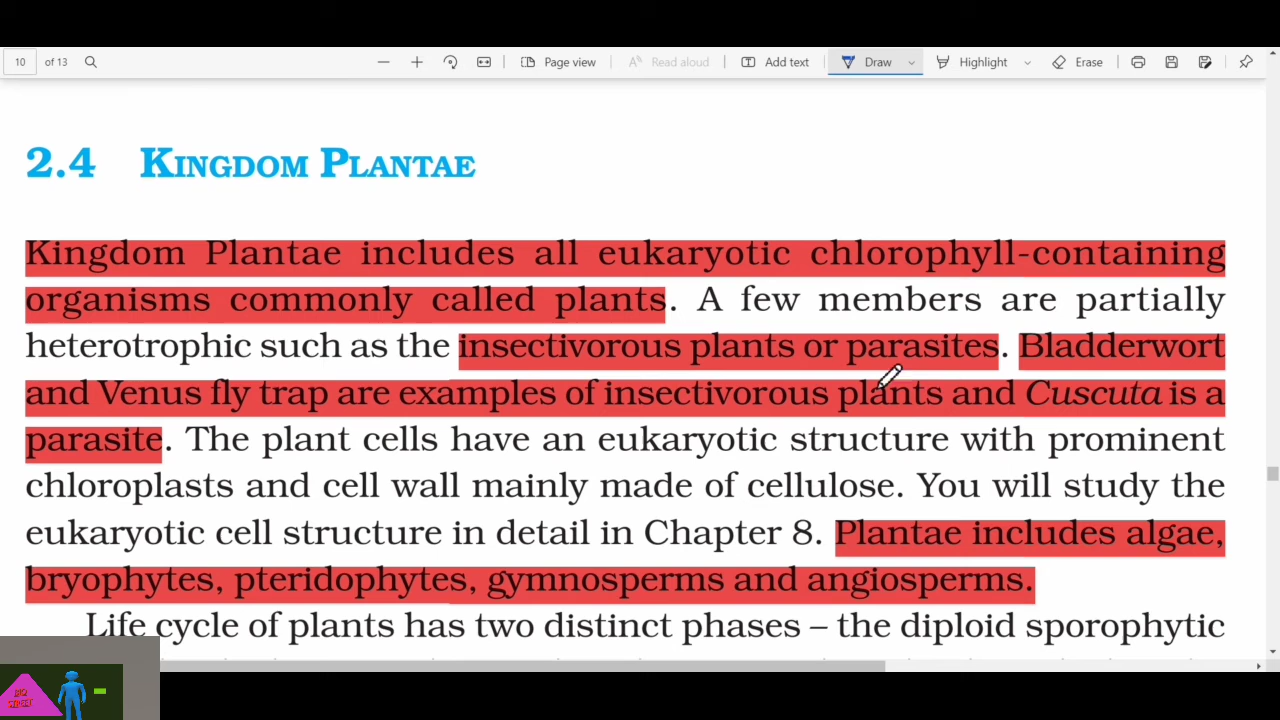 10 of 13 Page view Read aloud Add text Draw Highlight Erase
2.4 KINGDOM PLANTAE
Kingdom Plantae includes all eukaryotic chlorophyll-containing
organisms commonly called plants. A few members are partially
heterotrophic such as the insectivorous plants or parasites. Bladderwort
and Venus fly trap are examples of insectivorous plants and Cuscuta is a
parasite. The plant cells have an eukaryotic structure with prominent
chloroplasts and cell wall mainly made of cellulose. You will study the
eukaryotic cell structure in detail in Chapter 8. Plantae includes algae,
bryophytes, pteridophytes, gymnosperms and angiosperms.
Life cycle of plants has two distinct phases – the diploid sporophytic